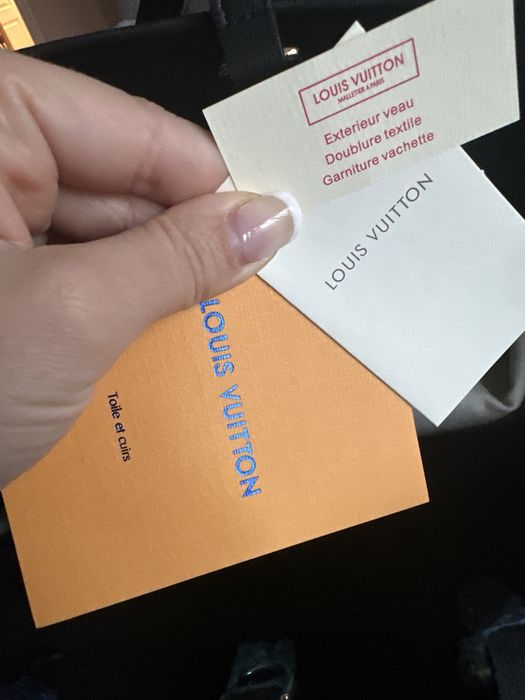 LOUIS VUITTON
MALLETIER A PARIS
Exterieur veau
Doublure textile
Garniture vachette
LOUIS VUITTON
LOUIS VUITTON
Toile et cuirs